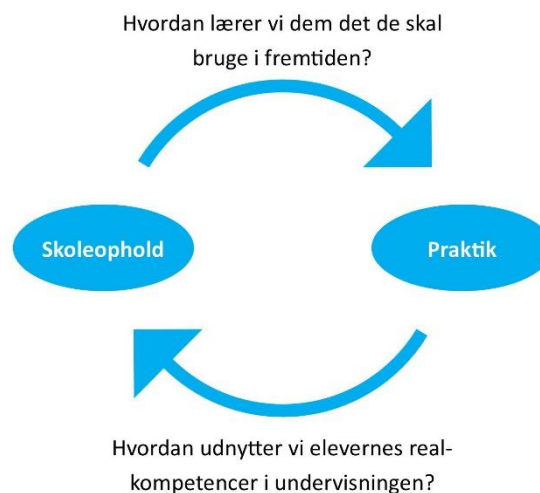 Hvordan lærer vi dem det de skal
bruge i fremtiden?
Skoleophold
Praktik
Hvordan udnytter vi elevernes real-
kompetencer i undervisningen?